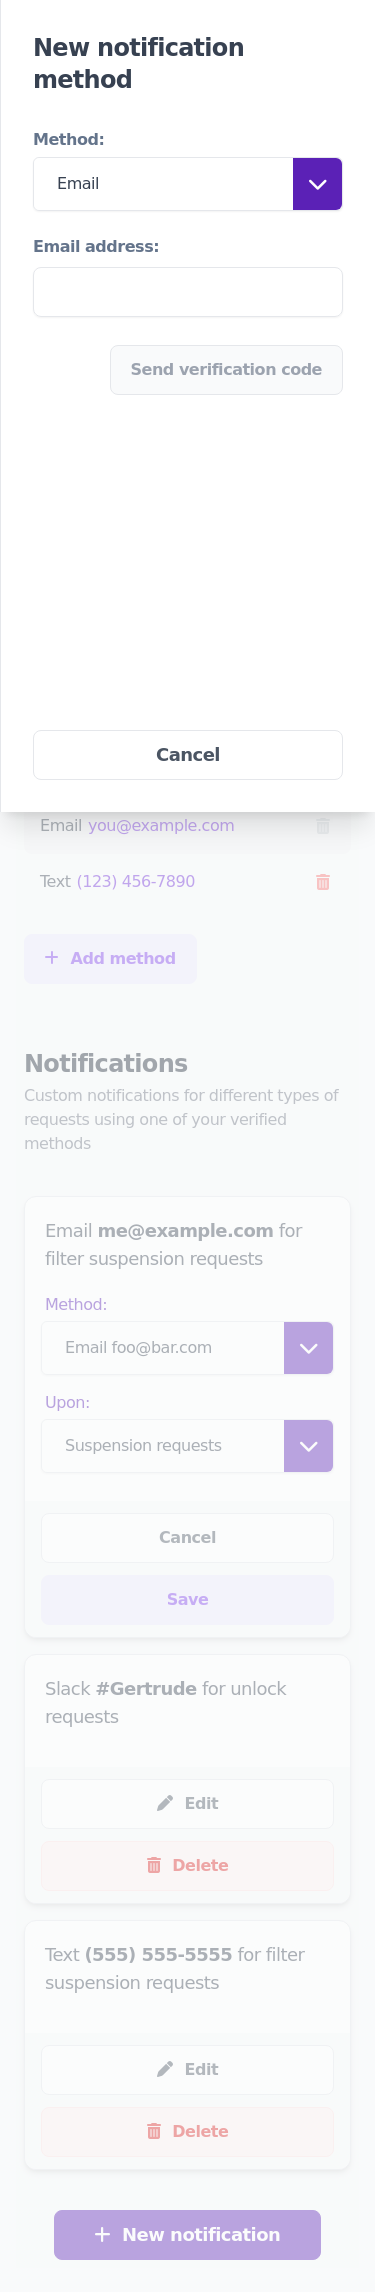 New notification
method
Method:
Email
Email address:
Send verification code
Cancel
Email you@example.com
Text (123) 456-7890
Add method
Notifications
Custom notifications for different types of
requests using one of your verified
methods
Email me@example.com for
filter suspension requests
Method:
Email foo@bar.com
Upon:
Suspension requests
Cancel
Save
Slack #Gertrude for unlock
requests
Edit
Delete
Text (555) 555-5555 for filter
suspension requests
Edit
Delete
New notification